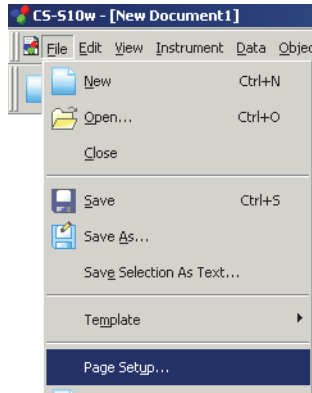 CS-S10w - [New Document1]
File Edit View Instrument Data Objec
New Ctrl+N
Open... Ctrl+O
Close
Save Ctrl+S
Save As...
Save Selection As Text...
Template
Page Setup...